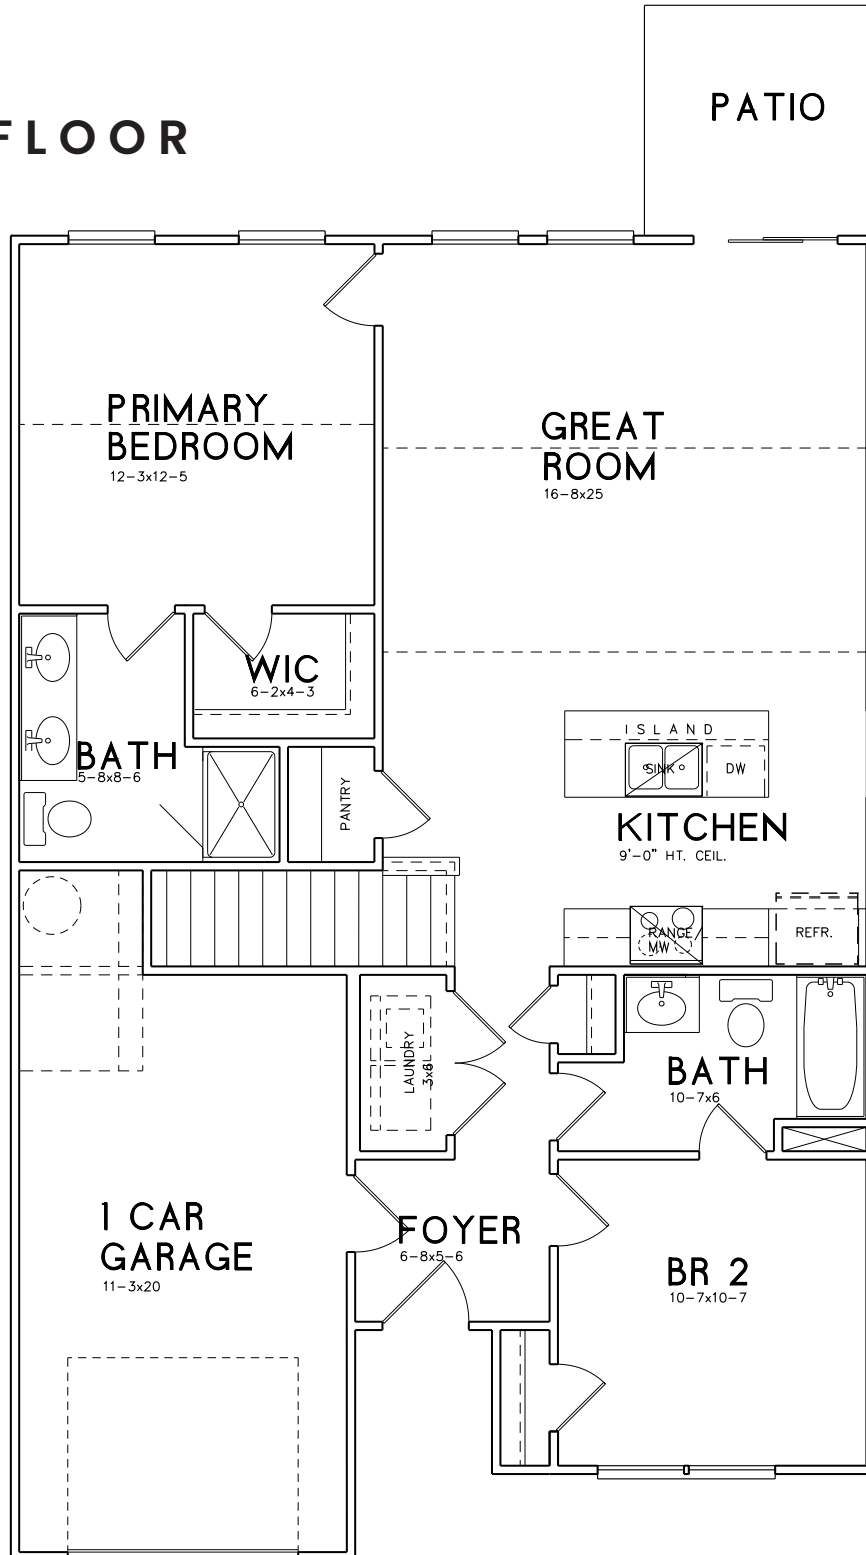 PATIO
FLOOR
PRIMARY
BEDROOM
12-3x12-5
GREAT
ROOM
16-8x25
WIC
6-2x4-3
BATH
5-8x8-6
PANTRY
ISLAND
SINK
DW
KITCHEN
9'-0" HT. CEIL.
RANGE/
MW
REFR.
LAUNDRY
3x6
BATH
10-7x6
1 CAR
GARAGE
11-3x20
FOYER
6-8x5-6
BR 2
10-7x10-7